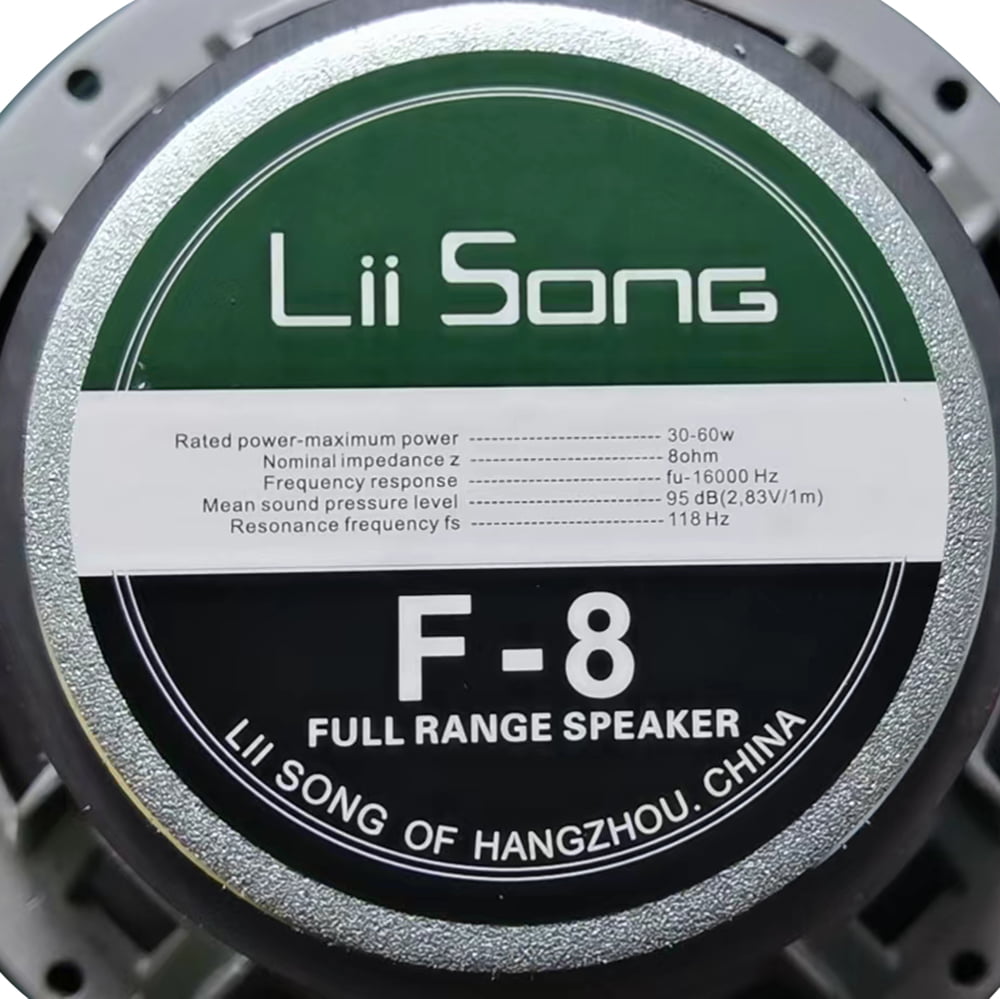 Lii Song
Rated power-maximum power ---------------------------- 30-60w
Nominal impedance z ---------------------------- 8ohm
Frequency response ---------------------------- fu-16000 Hz
Mean sound pressure level ---------------------------- 95 dB(2,83V/1m)
Resonance frequency fs ---------------------------- 118 Hz
F-8
FULL RANGE SPEAKER
LII SONG OF HANGZHOU. CHINA